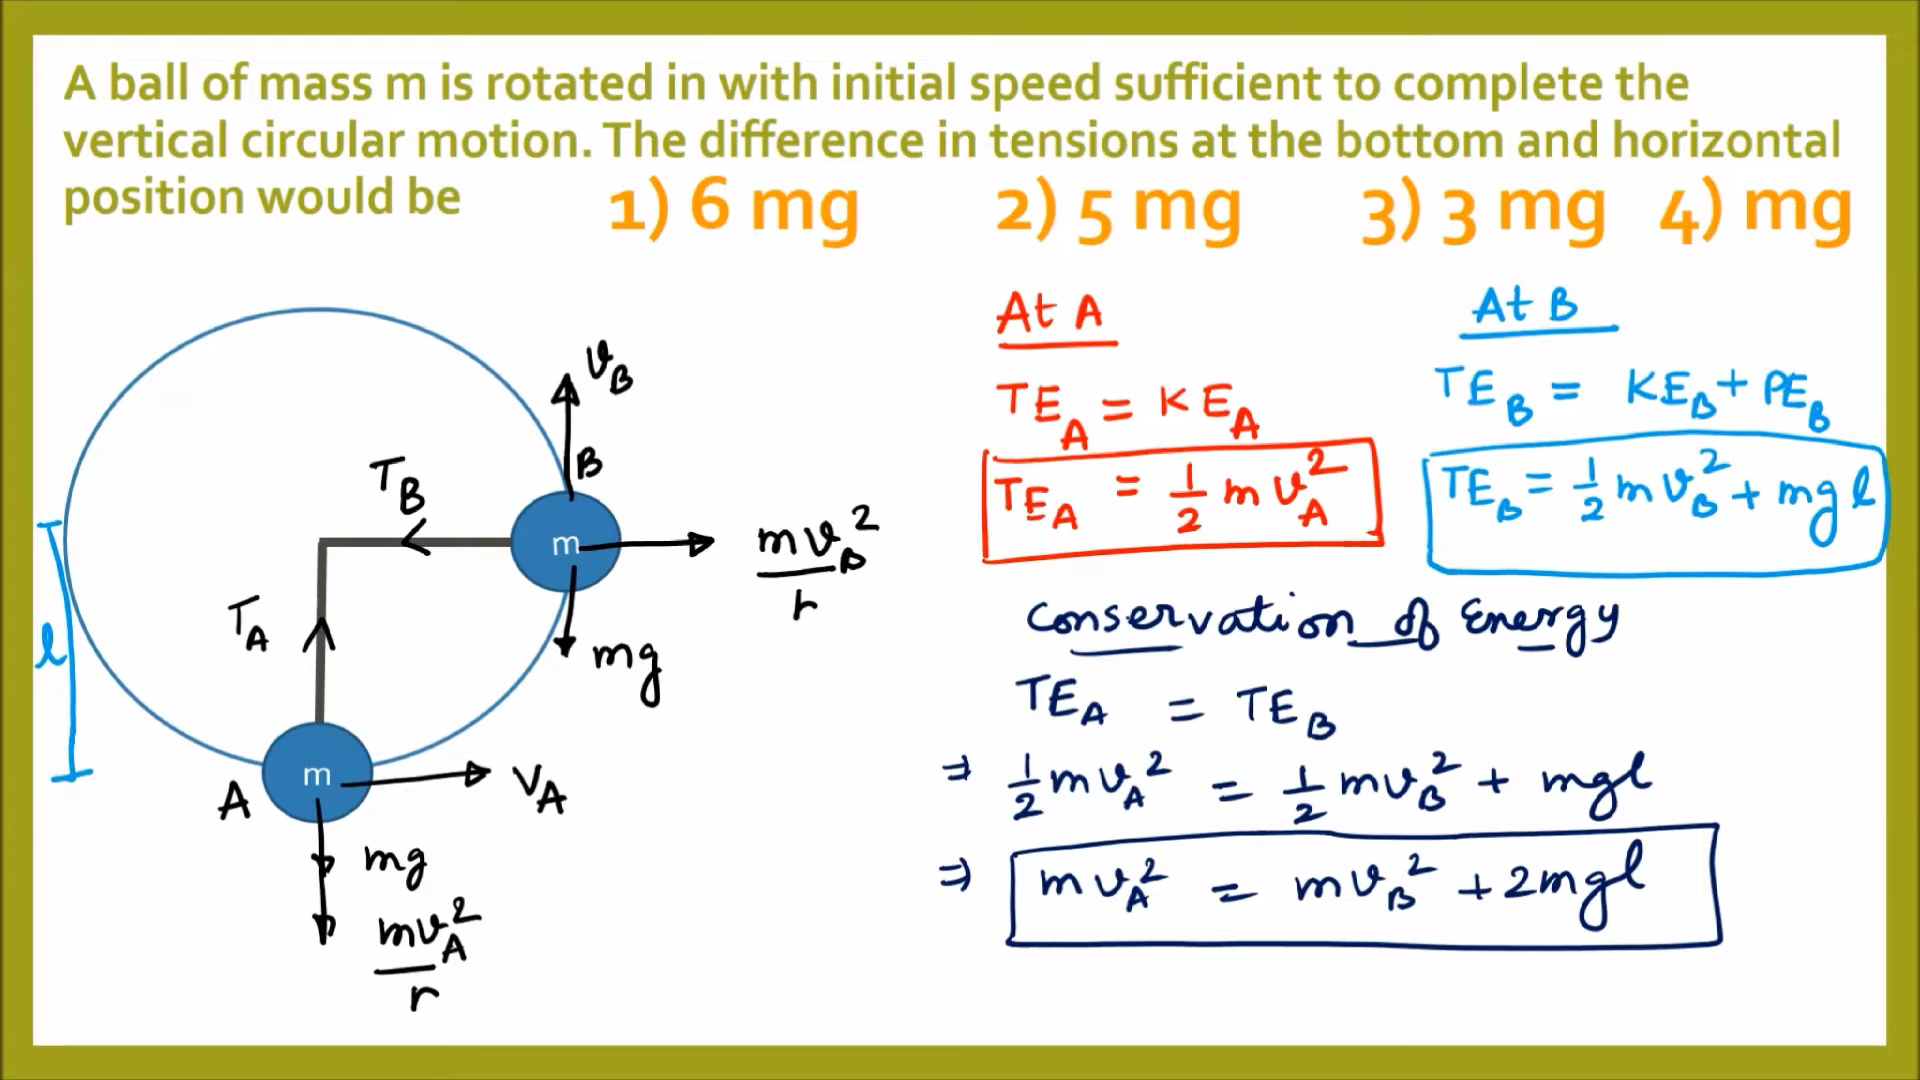 A ball of mass m is rotated in with initial speed sufficient to complete the
vertical circular motion. The difference in tensions at the bottom and horizontal
position would be 1) 6 mg 2) 5 mg 3) 3 mg 4) mg
v_B
B
T_B
m
mv_B²/r
mg
T_A
l
m
A
V_A
mg
mv_A²/r
At A
TE_A = KE_A
TE_A = 1/2 m v_A²
At B
TE_B = KE_B + PE_B
TE_B = 1/2 m v_B² + mgl
Conservation of Energy
TE_A = TE_B
⇒ 1/2 m v_A² = 1/2 m v_B² + mgl
⇒ m v_A² = m v_B² + 2mgl